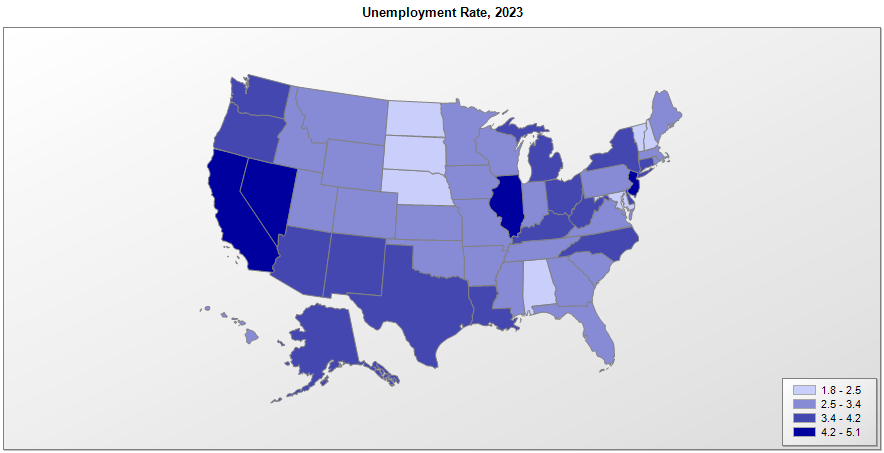 Unemployment Rate, 2023
1.8 - 2.5
2.5 - 3.4
3.4 - 4.2
4.2 - 5.1